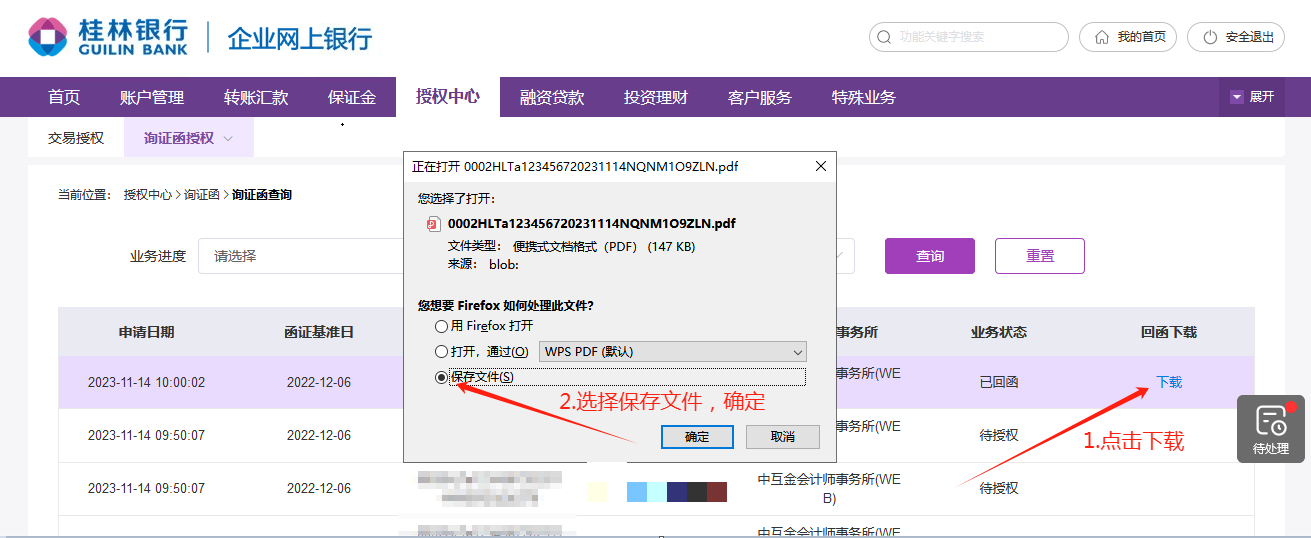 桂林银行
GUILIN BANK
企业网上银行
功能关键字搜索
我的首页
安全退出
首页 账户管理 转账汇款 保证金 授权中心 融资贷款 投资理财 客户服务 特殊业务 展开
交易授权 询证函授权
当前位置： 授权中心 > 询证函 > 询证函查询
业务进度 请选择 查询 重置
正在打开 0002HLTa123456720231114NQNM1O9ZLN.pdf
您选择了打开:
0002HLTa123456720231114NQNM1O9ZLN.pdf
文件类型： 便携式文档格式（PDF） (147 KB)
来源： blob:
您想要 Firefox 如何处理此文件?
用 Firefox 打开
打开，通过(O) WPS PDF (默认)
保存文件(S)
2.选择保存文件，确定
确定 取消
申请日期 函证基准日 事务所 业务状态 回函下载
2023-11-14 10:00:02 2022-12-06 事务所(WE 已回函 下载
1.点击下载
2023-11-14 09:50:07 2022-12-06 事务所(WE 待授权
待处理
2023-11-14 09:50:07 2022-12-06 中互金会计师事务所(WE
B) 待授权
中互金会计师事务所(WE